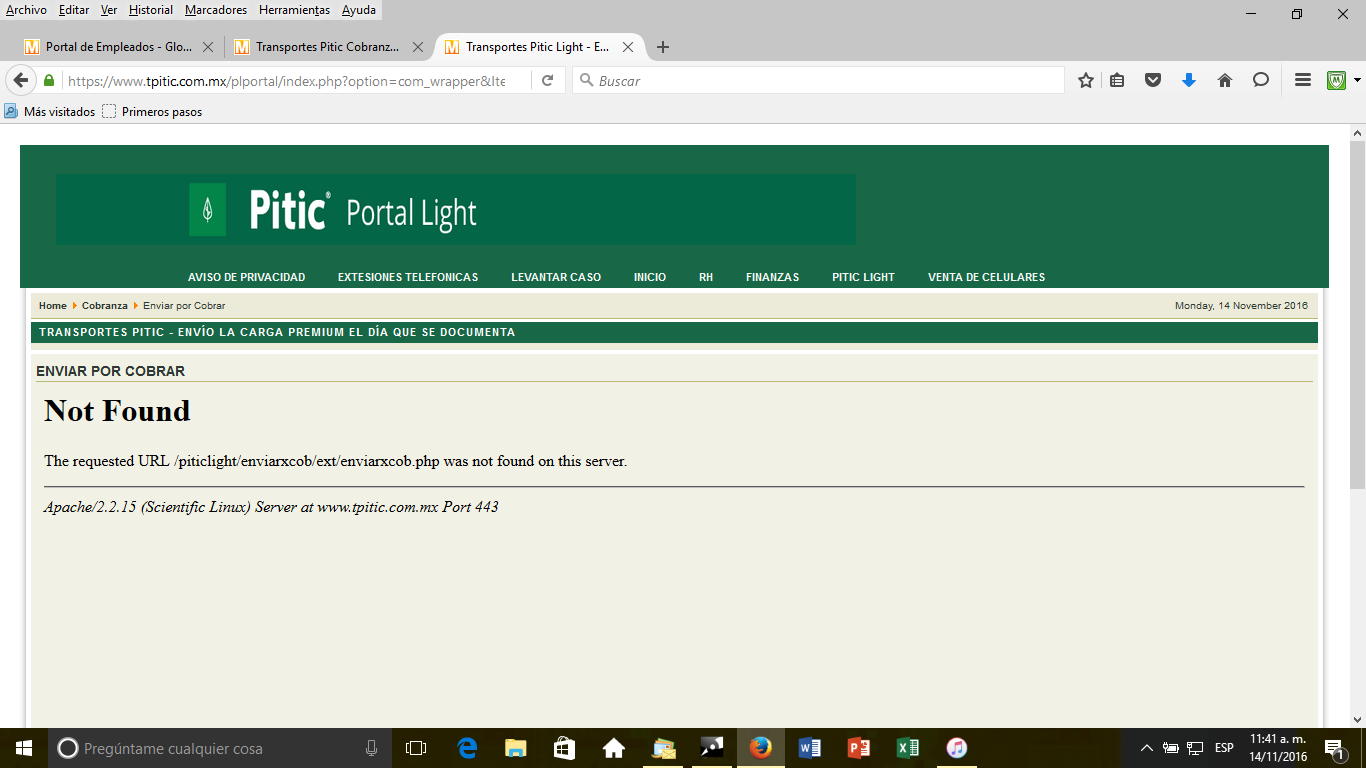 Archivo Editar Ver Historial Marcadores Herramientas Ayuda
Portal de Empleados - Glo... Transportes Pitic Cobranz... Transportes Pitic Light - E...
https://www.tpitic.com.mx/plportal/index.php?option=com_wrapper&Ite Buscar
Más visitados Primeros pasos
Pitic® Portal Light
AVISO DE PRIVACIDAD EXTESIONES TELEFONICAS LEVANTAR CASO INICIO RH FINANZAS PITIC LIGHT VENTA DE CELULARES
Home Cobranza Enviar por Cobrar Monday, 14 November 2016
TRANSPORTES PITIC - ENVÍO LA CARGA PREMIUM EL DÍA QUE SE DOCUMENTA
ENVIAR POR COBRAR
Not Found
The requested URL /piticlight/enviarxcob/ext/enviarxcob.php was not found on this server.
Apache/2.2.15 (Scientific Linux) Server at www.tpitic.com.mx Port 443
Pregúntame cualquier cosa ESP 11:41 a. m.
14/11/2016 1